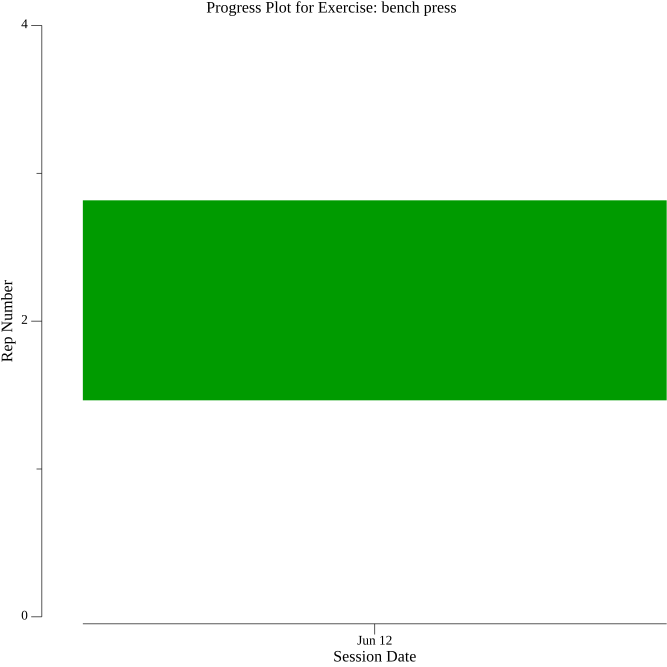 Progress Plot for Exercise: bench press
4
2
0
Rep Number
Jun 12
Session Date